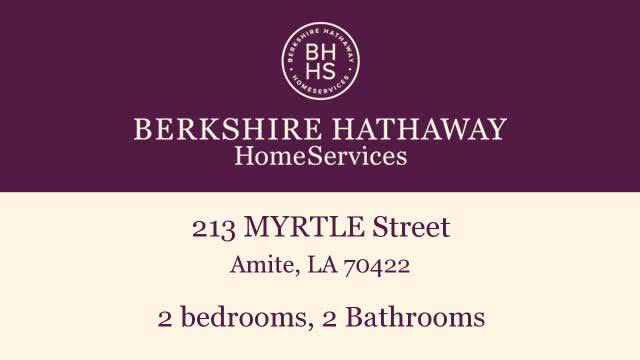 BERKSHIRE HATHAWAY
BH
HS
HOMESERVICES
BERKSHIRE HATHAWAY
HomeServices
213 MYRTLE Street
Amite, LA 70422
2 bedrooms, 2 Bathrooms